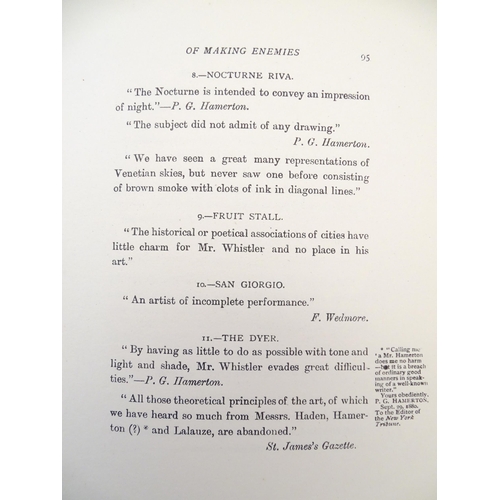 OF MAKING ENEMIES 95
8.—NOCTURNE RIVA.
"The Nocturne is intended to convey an impression
of night."—P. G. Hamerton.
"The subject did not admit of any drawing."
P. G. Hamerton.
"We have seen a great many representations of
Venetian skies, but never saw one before consisting
of brown smoke with clots of ink in diagonal lines."
9.—FRUIT STALL.
"The historical or poetical associations of cities have
little charm for Mr. Whistler and no place in his
art."
10.—SAN GIORGIO.
"An artist of incomplete performance."
F. Wedmore.
11.—THE DYER.
"By having as little to do as possible with tone and
light and shade, Mr. Whistler evades great difficul-
ties."—P. G. Hamerton.
"All those theoretical principles of the art, of which
we have heard so much from Messrs. Haden, Hamer-
ton (?) * and Lalauze, are abandoned."
St. James's Gazette.
* "Calling me
'a Mr. Hamerton
does me no harm
—but it is a breach
of ordinary good
manners in speak-
ing of a well-known
writer."
Yours obediently,
P. G. HAMERTON.
Sept. 29, 1880.
To the Editor of
the New York
Tribune.